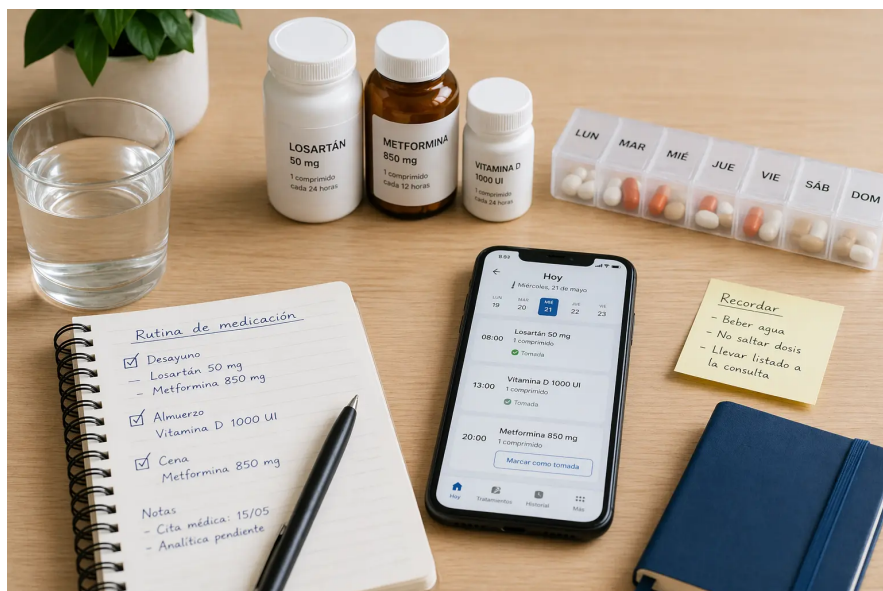 LOSARTÁN
50 mg
1 comprimido
cada 24 horas
METFORMINA
850 mg
1 comprimido
cada 12 horas
VITAMINA D
1000 UI
1 comprimido
cada 24 horas
LUN
MAR
MIÉ
JUE
VIE
SÁB
DOM
Rutina de medicación
Desayuno
– Losartán 50 mg
– Metformina 850 mg
Almuerzo
Vitamina D 1000 UI
Cena
Metformina 850 mg
Notas
– Cita médica: 15/05
– Analítica pendiente
Hoy
Miércoles, 21 de mayo
LUN MAR MIÉ JUE VIE
19 20 21 22 23
08:00 Losartán 50 mg
1 comprimido
Tomada
13:00 Vitamina D 1000 UI
1 comprimido
Tomada
20:00 Metformina 850 mg
1 comprimido
Marcar como tomada
Hoy Tratamientos Historial Más
Recordar
– Beber agua
– No saltar dosis
– Llevar listado a
la consulta